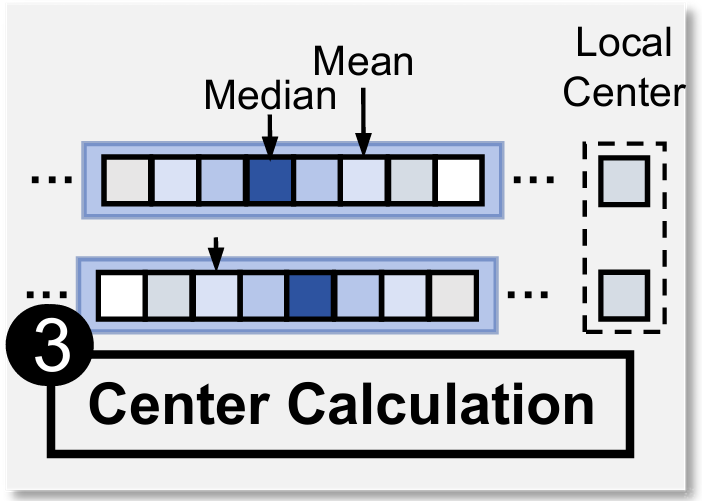 Mean
Median
Local
Center
...
...
...
...
3
Center Calculation